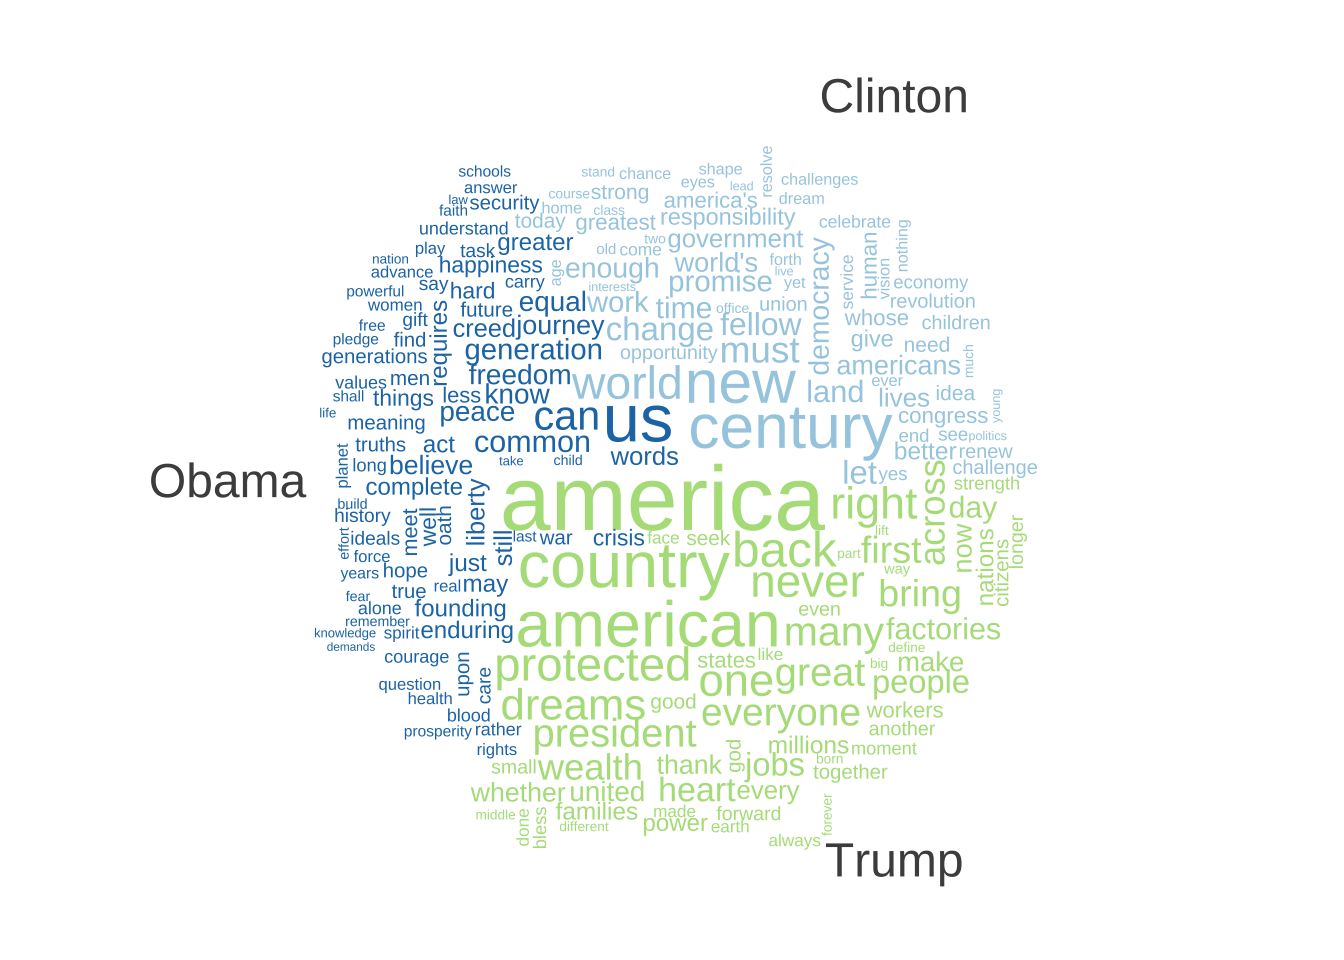 Clinton
resolve
schools
stand
chance
shape
eyes
lead
challenges
answer
law
security
faith
course
strong
home
class
america's
dream
understand
today
greatest
responsibility
celebrate
nothing
play
task
greater
old
come
two
government
democracy
human
vision
nation
advance
happiness
age
enough
world's
forth
live
service
economy
powerful
say
hard
carry
interests
promise
yet
revolution
women
gift
requires
future
equal
work
time
office
union
whose
children
free
creed
journey
change
fellow
pledge
find
generation
opportunity
must
give
need
much
generations
freedom
world
new
americans
values
men
shall
things
less
know
land
ever
lives
idea
young
life
meaning
peace
can
us
century
congress
truths
act
common
words
end
see
politics
better
renew
planet
long
believe
take
child
let
yes
challenge
Obama
complete
liberty
america
right
across
strength
build
history
meet
well
oath
day
effort
ideals
still
last
war
crisis
face
seek
back
part
lift
first
now
nations
citizens
longer
force
just
country
way
years
hope
real
may
never
bring
fear
true
alone
founding
even
remember
knowledge
spirit
enduring
american
many
factories
demands
define
courage
upon
care
protected
states
like
great
big
make
question
health
one
people
blood
dreams
good
everyone
workers
prosperity
rather
president
another
rights
god
millions
moment
small
wealth
thank
jobs
born
together
whether
united
heart
every
middle
done
bless
families
made
forward
forever
different
power
earth
always
Trump